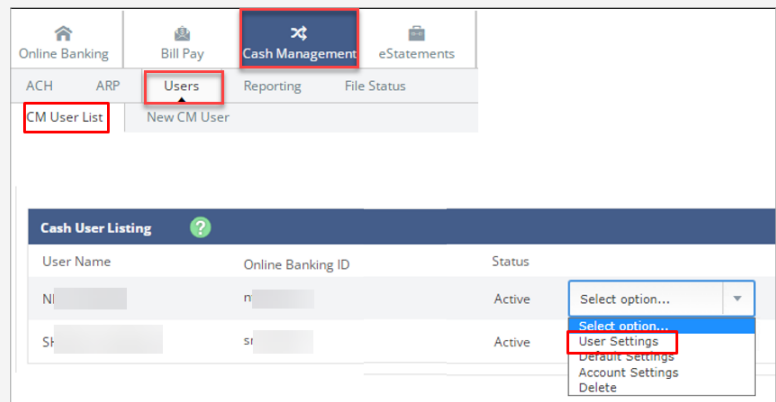 Online Banking Bill Pay Cash Management eStatements
ACH ARP Users Reporting File Status
CM User List New CM User
Cash User Listing ?
User Name Online Banking ID Status
Active Select option...
Select option...
User Settings
Default Settings
Active
Account Settings
Delete